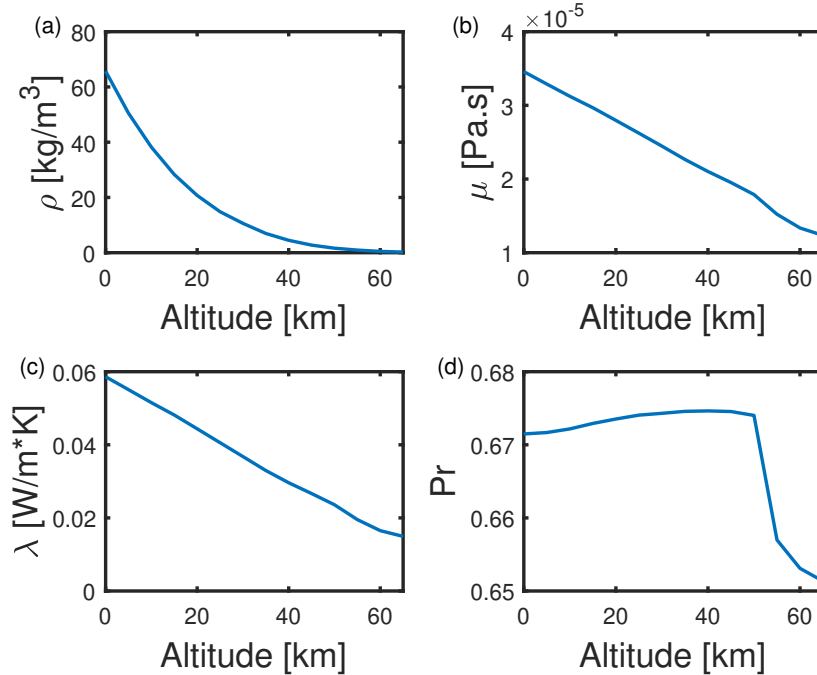 (a)
80
60
40
20
0
ρ [kg/m³]
0 20 40 60
Altitude [km]
(b)
×10⁻⁵
4
3
2
1
μ [Pa.s]
0 20 40 60
Altitude [km]
(c)
0.06
0.04
0.02
0
λ [W/m*K]
0 20 40 60
Altitude [km]
(d)
0.68
0.67
0.66
0.65
Pr
0 20 40 60
Altitude [km]